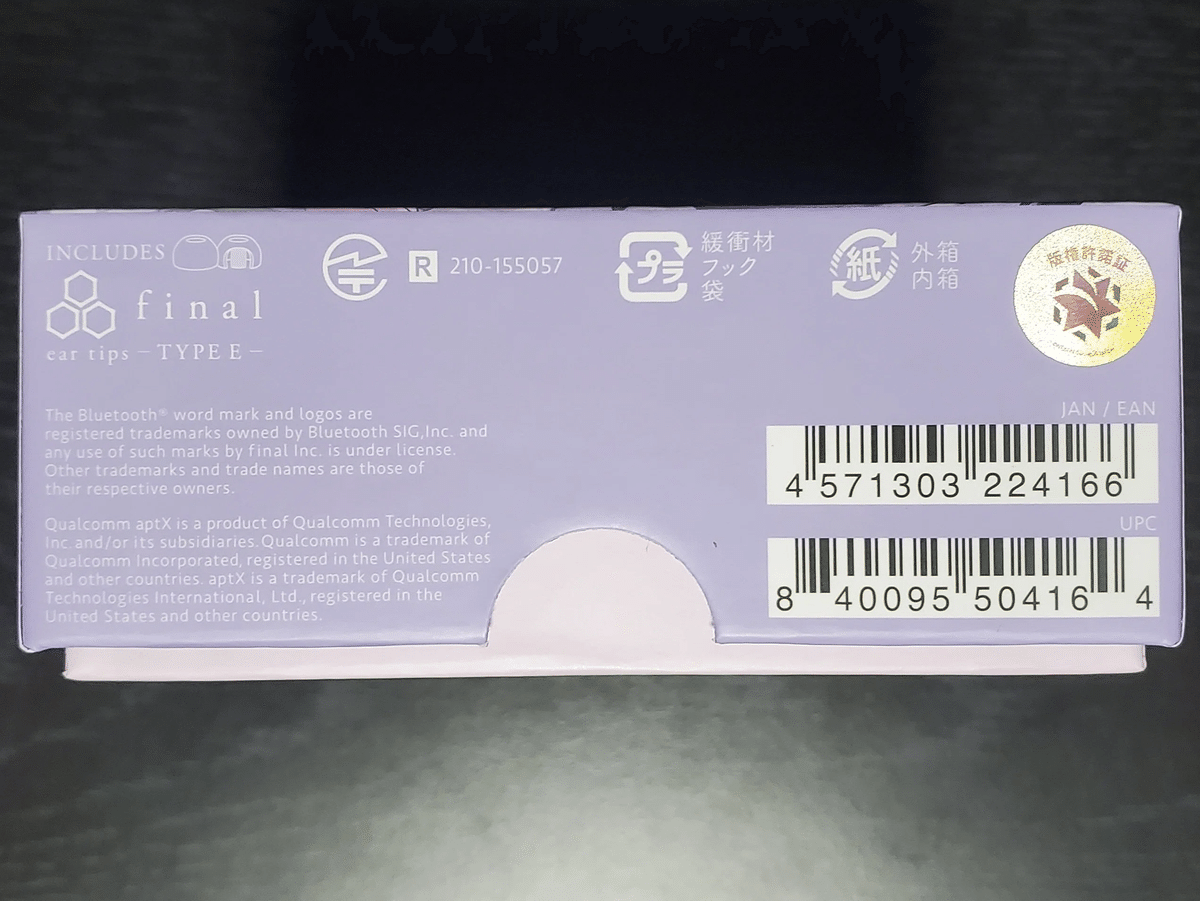 INCLUDES
final
ear tips – TYPE E –
R 210-155057
プラ
緩衝材
フック
袋
紙
外箱
内箱
版権許諾証
The Bluetooth® word mark and logos are
registered trademarks owned by Bluetooth SIG,Inc. and
any use of such marks by final Inc. is under license.
Other trademarks and trade names are those of
their respective owners.
Qualcomm aptX is a product of Qualcomm Technologies,
Inc. and/or its subsidiaries. Qualcomm is a trademark of
Qualcomm Incorporated, registered in the United States
and other countries. aptX is a trademark of Qualcomm
Technologies International, Ltd., registered in the
United States and other countries.
JAN / EAN
4 571303 224166
UPC
8 40095 50416 4